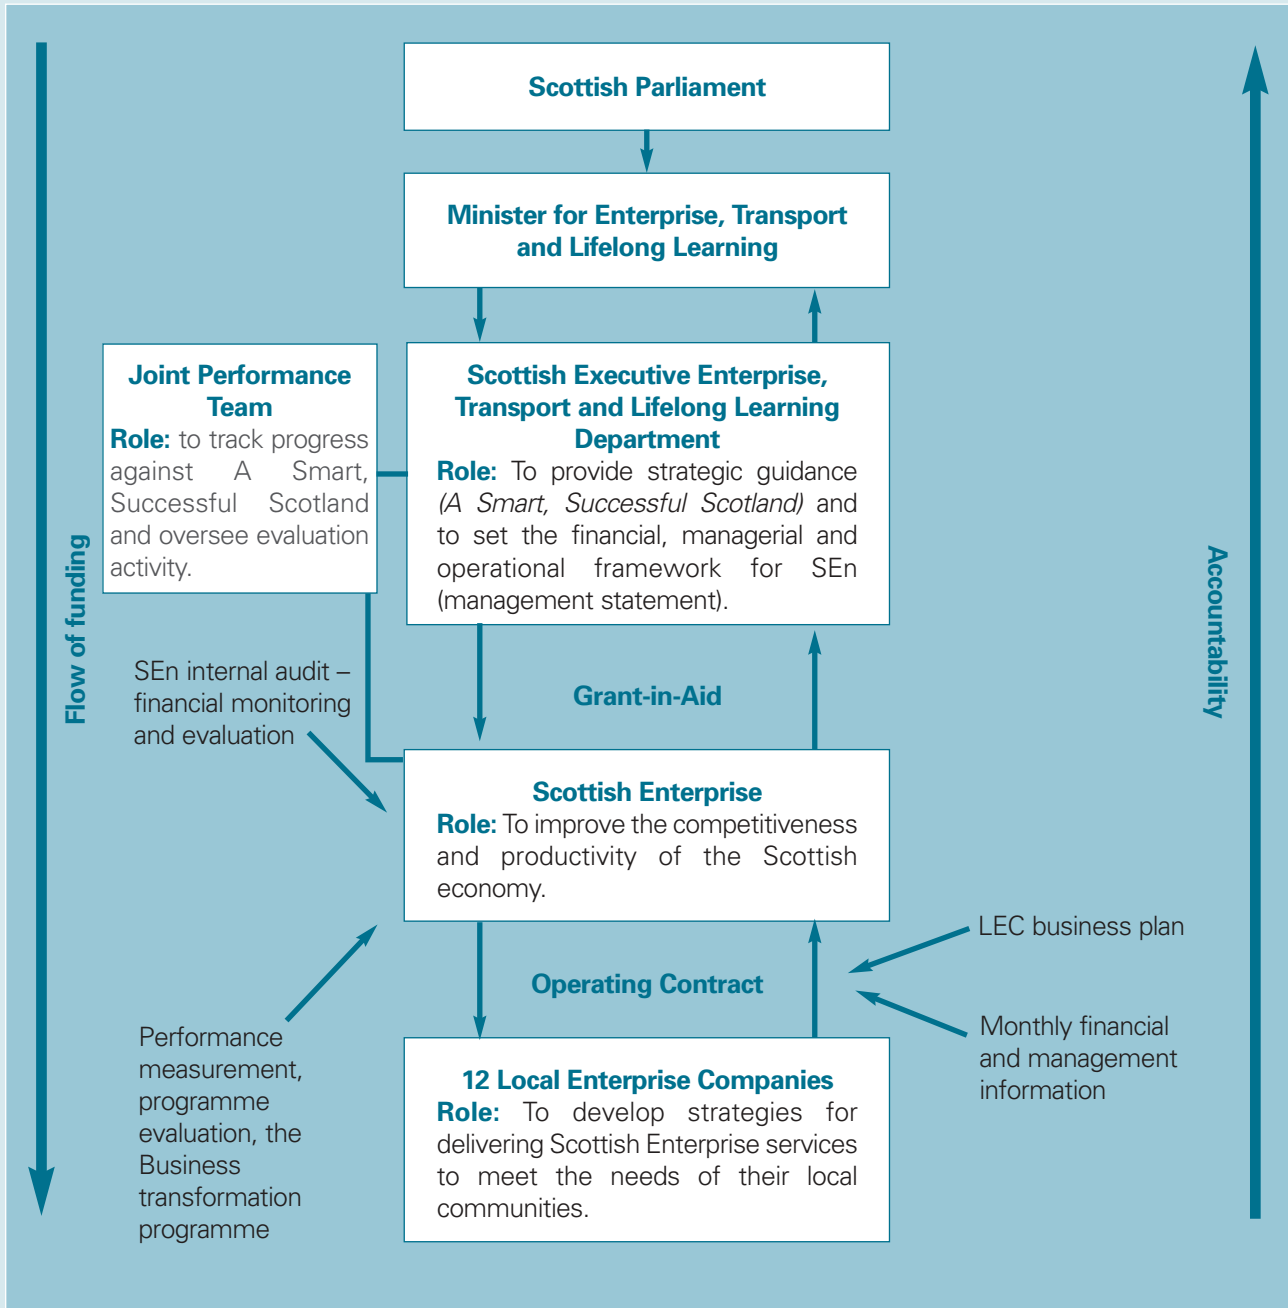 Scottish Parliament
Minister for Enterprise, Transport
and Lifelong Learning
Joint Performance
Team
Role: to track progress
against A Smart,
Successful Scotland
and oversee evaluation
activity.
Scottish Executive Enterprise,
Transport and Lifelong Learning
Department
Role: To provide strategic guidance
(A Smart, Successful Scotland) and
to set the financial, managerial and
operational framework for SEn
(management statement).
Flow of funding
Accountability
SEn internal audit –
financial monitoring
and evaluation
Grant-in-Aid
Scottish Enterprise
Role: To improve the competitiveness
and productivity of the Scottish
economy.
LEC business plan
Operating Contract
Monthly financial
and management
information
Performance
measurement,
programme
evaluation, the
Business
transformation
programme
12 Local Enterprise Companies
Role: To develop strategies for
delivering Scottish Enterprise services
to meet the needs of their local
communities.